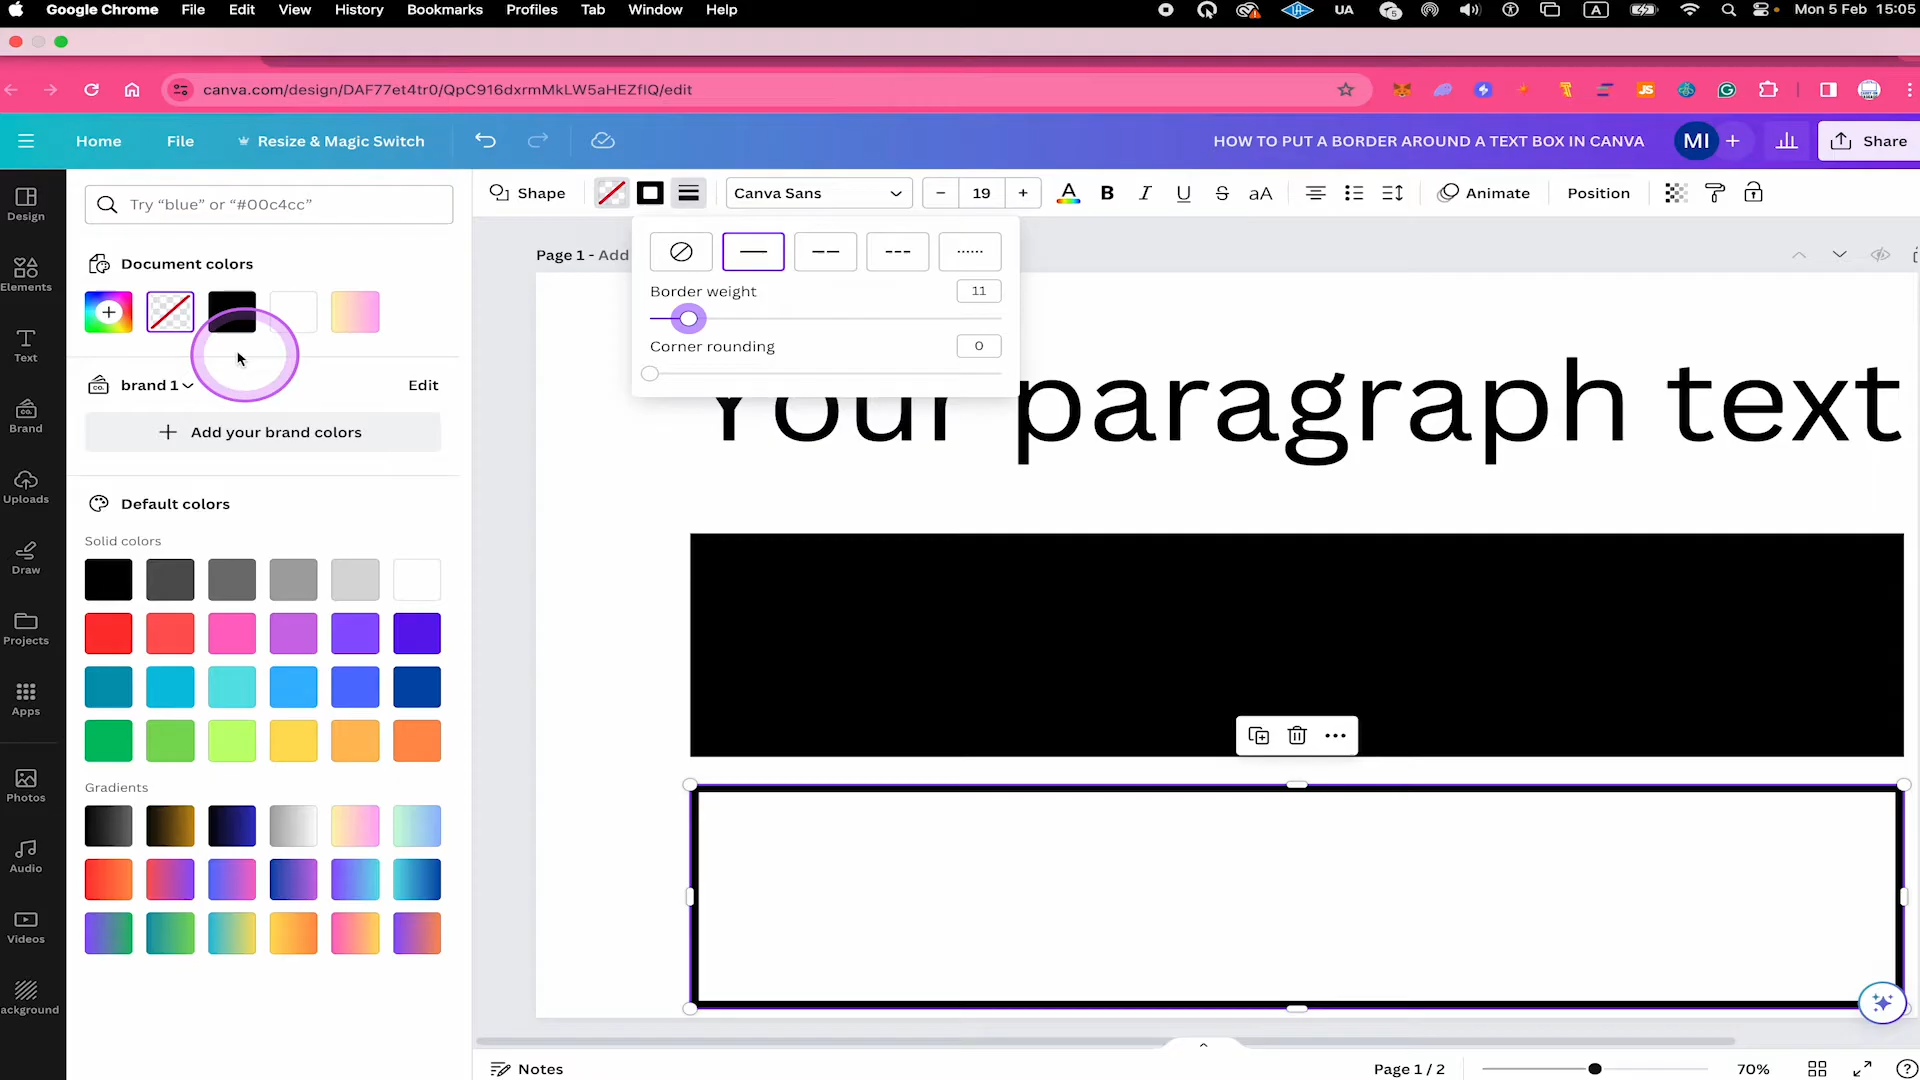 Google Chrome File Edit View History Bookmarks Profiles Tab Window Help UA 5 A Mon 5 Feb 15:05
canva.com/design/DAF77et4tr0/QpC916dxrmMkLW5aHEZfIQ/edit JS
Home File Resize & Magic Switch HOW TO PUT A BORDER AROUND A TEXT BOX IN CANVA MI + Share
Design
Elements
Text
Brand
Uploads
Draw
Projects
Apps
Photos
Audio
Videos
ackground
Try “blue” or “#00c4cc”
Document colors
brand 1 Edit
+ Add your brand colors
Default colors
Solid colors
Gradients
Shape Canva Sans – 19 + A B I U S aA Animate Position
Border weight 11
Corner rounding 0
Page 1 - Add
Your paragraph text
Notes Page 1 / 2 70% ?